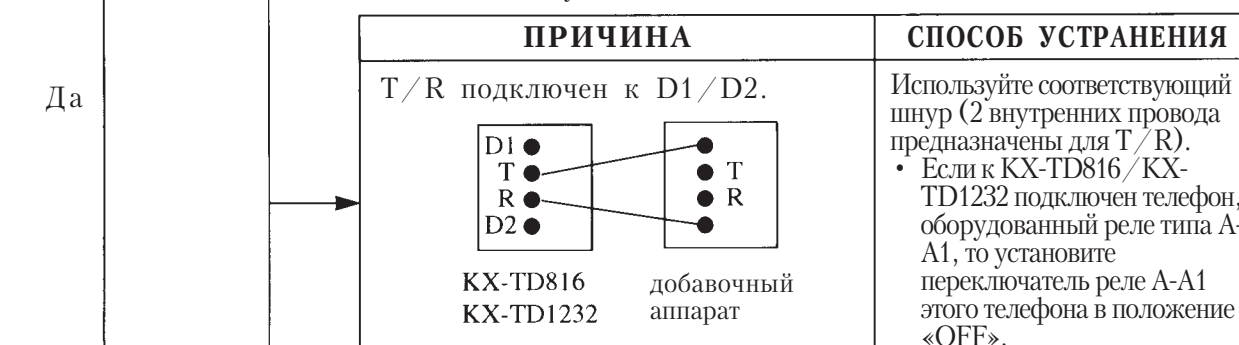 Да
ПРИЧИНА
T/R подключен к D1/D2.
D1
T
R
D2
T
R
KX-TD816
KX-TD1232
добавочный
аппарат
СПОСОБ УСТРАНЕНИЯ
Используйте соответствующий
шнур (2 внутренних провода
предназначены для T/R).
• Если к KX-TD816/KX-
TD1232 подключен телефон,
оборудованный реле типа А-
А1, то установите
переключатель реле А-А1
этого телефона в положение
«OFF».